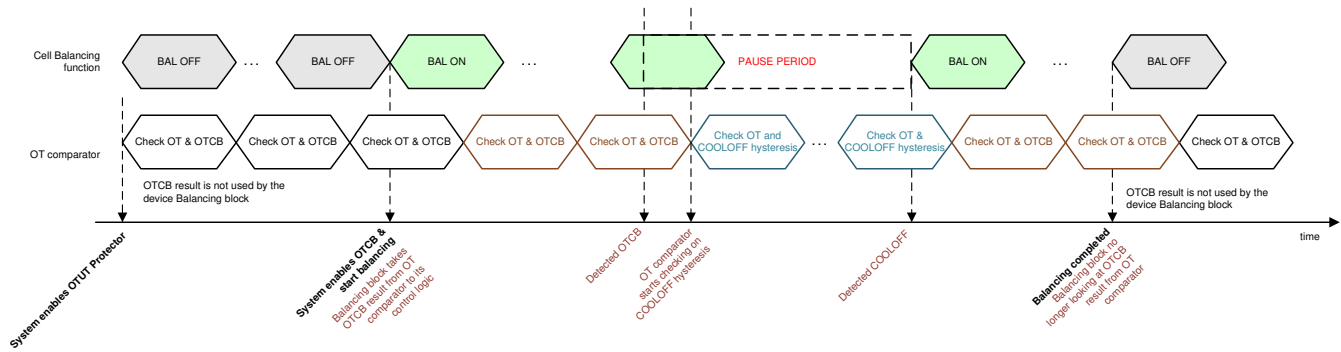 Cell Balancing
function
BAL OFF
...
BAL OFF
BAL ON
...
PAUSE PERIOD
BAL ON
...
BAL OFF
OT comparator
Check OT & OTCB
Check OT & OTCB
Check OT & OTCB
Check OT & OTCB
Check OT & OTCB
Check OT and
COOLOFF hysteresis
...
Check OT &
COOLOFF hysteresis
Check OT & OTCB
Check OT & OTCB
Check OT & OTCB
OTCB result is not used by the
device Balancing block
OTCB result is not used by the
device Balancing block
time
System enables OTUT Protector
System enables OTCB &
start balancing
Balancing block takes
OTCB result from OT
comparator to its
control logic
Detected OTCB
OT comparator
starts checking on
COOLOFF hysteresis
Detected COOLOFF
Balancing completed
Balancing block no
longer looking at OTCB
result from OT
comparator